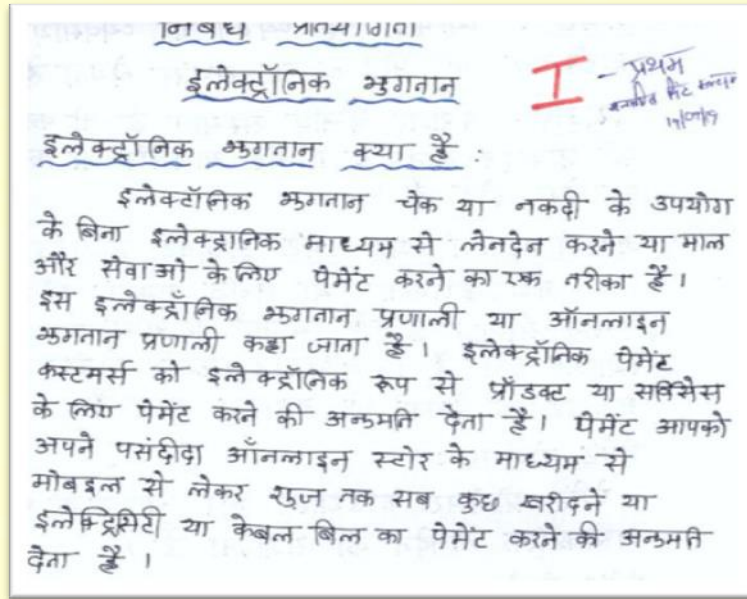 निबंध प्रतियोगिता
इलेक्ट्रॉनिक भुगतान
I - प्रथम
इलेक्ट्रॉनिक भुगतान क्या है :
इलेक्टॉनिक भुगतान चेक या नकदी के उपयोग
के बिना इलेक्ट्रानिक माध्यम से लेनदेन करने या माल
और सेवाओ के लिए पेमेंट करने का एक तरीका है।
इस इलेक्ट्रॉनिक भुगतान प्रणाली या ऑनलाइन
भुगतान प्रणाली कहा जाता है। इलेक्ट्रॉनिक पेमेंट
कस्टमर्स को इलेक्ट्रॉनिक रूप से प्रॉडक्ट या सर्विसेस
के लिए पेमेंट करने की अनुमति देता है। पेमेंट आपको
अपने पसंदीदा ऑनलाइन स्टोर के माध्यम से
मोबइल से लेकर शुज तक सब कुछ खरीदने या
इलेक्ट्रिसिटी या केबल बिल का पेमेंट करने की अनुमति
देता है।